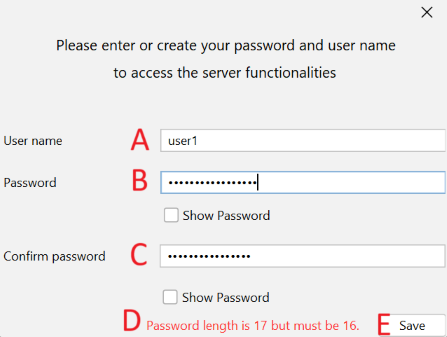 Please enter or create your password and user name
to access the server functionalities
User name A user1
Password B •••••••••••••••••
Show Password
Confirm password C ••••••••••••••••
Show Password
D Password length is 17 but must be 16. E Save